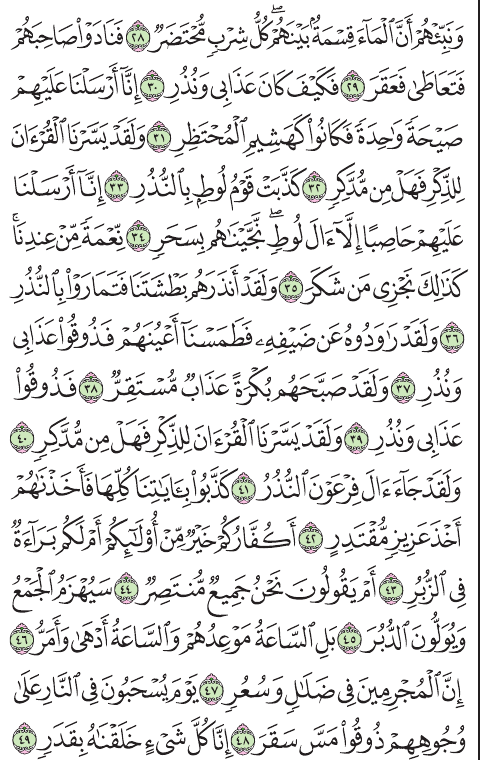 وَنَبِّئْهُمْ أَنَّ ٱلْمَآءَ قِسْمَةٌۢ بَيْنَهُمْ ۖ كُلُّ شِرْبٍ مُّحْتَضَرٌ ٢٨ فَنَادَوْا۟ صَاحِبَهُمْ
فَتَعَاطَىٰ فَعَقَرَ ٢٩ فَكَيْفَ كَانَ عَذَابِى وَنُذُرِ ٣٠ إِنَّآ أَرْسَلْنَا عَلَيْهِمْ
صَيْحَةً وَٰحِدَةً فَكَانُوا۟ كَهَشِيمِ ٱلْمُحْتَظِرِ ٣١ وَلَقَدْ يَسَّرْنَا ٱلْقُرْءَانَ
لِلذِّكْرِ فَهَلْ مِن مُّدَّكِرٍ ٣٢ كَذَّبَتْ قَوْمُ لُوطٍۭ بِٱلنُّذُرِ ٣٣ إِنَّآ أَرْسَلْنَا
عَلَيْهِمْ حَاصِبًا إِلَّآ ءَالَ لُوطٍ ۖ نَّجَّيْنَٰهُم بِسَحَرٍ ٣٤ نِّعْمَةً مِّنْ عِندِنَا ۚ
كَذَٰلِكَ نَجْزِى مَن شَكَرَ ٣٥ وَلَقَدْ أَنذَرَهُم بَطْشَتَنَا فَتَمَارَوْا۟ بِٱلنُّذُرِ
٣٦ وَلَقَدْ رَٰوَدُوهُ عَن ضَيْفِهِۦ فَطَمَسْنَآ أَعْيُنَهُمْ فَذُوقُوا۟ عَذَابِى
وَنُذُرِ ٣٧ وَلَقَدْ صَبَّحَهُم بُكْرَةً عَذَابٌ مُّسْتَقِرٌّ ٣٨ فَذُوقُوا۟
عَذَابِى وَنُذُرِ ٣٩ وَلَقَدْ يَسَّرْنَا ٱلْقُرْءَانَ لِلذِّكْرِ فَهَلْ مِن مُّدَّكِرٍ ٤٠
وَلَقَدْ جَآءَ ءَالَ فِرْعَوْنَ ٱلنُّذُرُ ٤١ كَذَّبُوا۟ بِـَٔايَٰتِنَا كُلِّهَا فَأَخَذْنَٰهُمْ
أَخْذَ عَزِيزٍ مُّقْتَدِرٍ ٤٢ أَكُفَّارُكُمْ خَيْرٌ مِّنْ أُو۟لَٰٓئِكُمْ أَمْ لَكُم بَرَآءَةٌ
فِى ٱلزُّبُرِ ٤٣ أَمْ يَقُولُونَ نَحْنُ جَمِيعٌ مُّنتَصِرٌ ٤٤ سَيُهْزَمُ ٱلْجَمْعُ
وَيُوَلُّونَ ٱلدُّبُرَ ٤٥ بَلِ ٱلسَّاعَةُ مَوْعِدُهُمْ وَٱلسَّاعَةُ أَدْهَىٰ وَأَمَرُّ ٤٦
إِنَّ ٱلْمُجْرِمِينَ فِى ضَلَٰلٍ وَسُعُرٍ ٤٧ يَوْمَ يُسْحَبُونَ فِى ٱلنَّارِ عَلَىٰ
وُجُوهِهِمْ ذُوقُوا۟ مَسَّ سَقَرَ ٤٨ إِنَّا كُلَّ شَىْءٍ خَلَقْنَٰهُ بِقَدَرٍ ٤٩